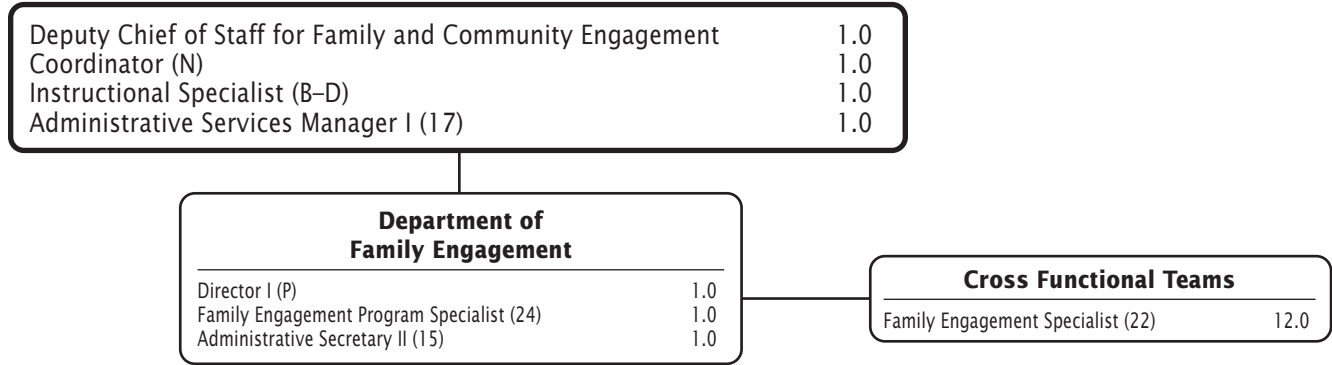 Deputy Chief of Staff for Family and Community Engagement 1.0
Coordinator (N) 1.0
Instructional Specialist (B–D) 1.0
Administrative Services Manager I (17) 1.0
Department of
Family Engagement
Director I (P) 1.0
Family Engagement Program Specialist (24) 1.0
Administrative Secretary II (15) 1.0
Cross Functional Teams
Family Engagement Specialist (22) 12.0